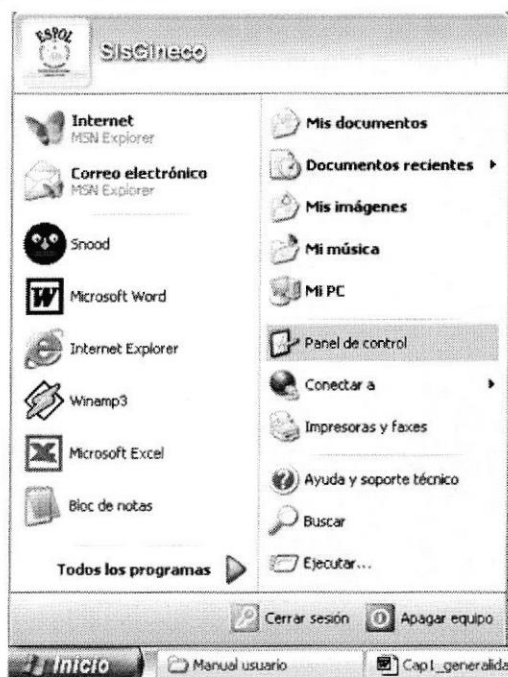 ESPOL
SisGineco
Internet
MSN Explorer
Correo electrónico
MSN Explorer
Snood
Microsoft Word
Internet Explorer
Winamp3
Microsoft Excel
Bloc de notas
Todos los programas
Mis documentos
Documentos recientes
Mis imágenes
Mi música
Mi PC
Panel de control
Conectar a
Impresoras y faxes
Ayuda y soporte técnico
Buscar
Ejecutar...
Cerrar sesión
Apagar equipo
Inicio
Manual usuario
Cap1_generalida